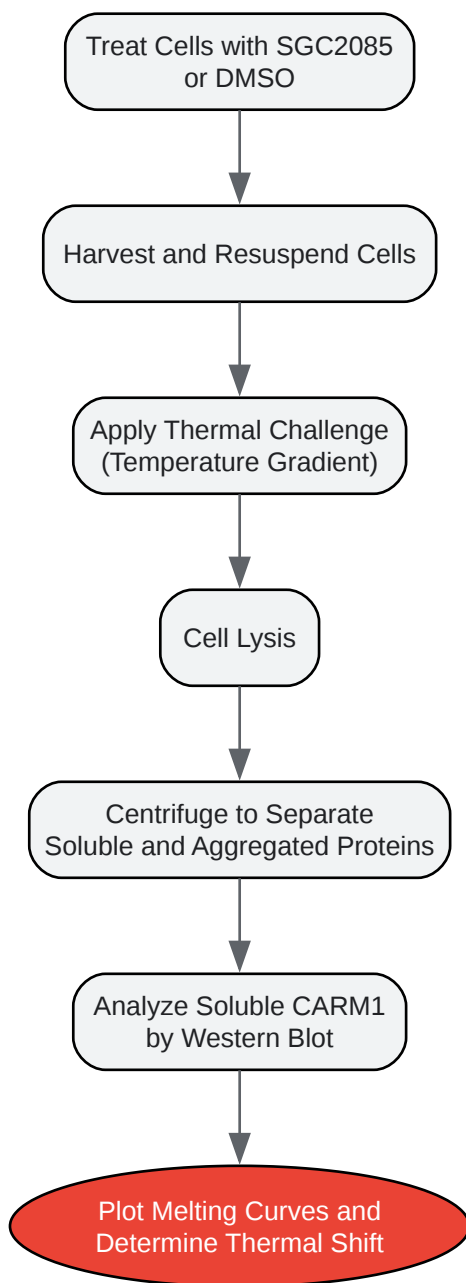 Treat Cells with SGC2085
or DMSO
Harvest and Resuspend Cells
Apply Thermal Challenge
(Temperature Gradient)
Cell Lysis
Centrifuge to Separate
Soluble and Aggregated Proteins
Analyze Soluble CARM1
by Western Blot
Plot Melting Curves and
Determine Thermal Shift